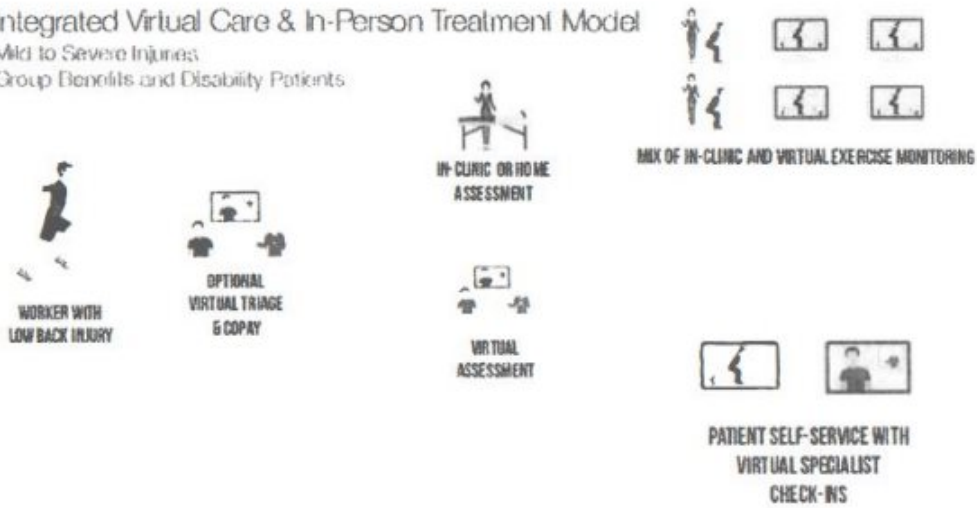 Integrated Virtual Care & In-Person Treatment Model
Mild to Severe Injuries
Group Benefits and Disability Patients
WORKER WITH
LOW BACK INJURY
OPTIONAL
VIRTUAL TRIAGE
& COPAY
IN-CLINIC OR HOME
ASSESSMENT
VIRTUAL
ASSESSMENT
MIX OF IN-CLINIC AND VIRTUAL EXERCISE MONITORING
PATIENT SELF-SERVICE WITH
VIRTUAL SPECIALIST
CHECK-INS